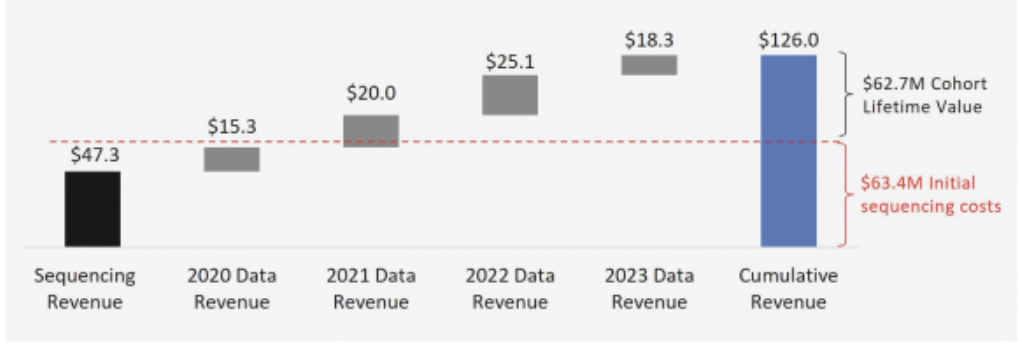 $47.3
$15.3
$20.0
$25.1
$18.3
$126.0
$62.7M Cohort
Lifetime Value
$63.4M Initial
sequencing costs
Sequencing
Revenue
2020 Data
Revenue
2021 Data
Revenue
2022 Data
Revenue
2023 Data
Revenue
Cumulative
Revenue